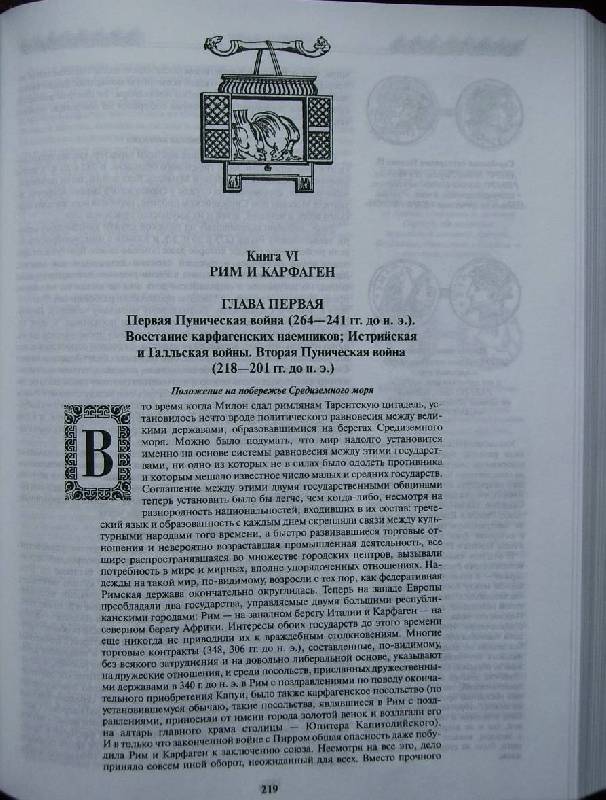 Книга VI
РИМ И КАРФАГЕН
ГЛАВА ПЕРВАЯ
Первая Пуническая война (264—241 гг. до н. э.).
Восстание карфагенских наемников; Истрийская
и Галльская войны. Вторая Пуническая война
(218—201 гг. до н. э.)
Положение на побережье Средиземного моря
В то время когда Милон сдал римлянам Тарентскую цитадель, ус-
тановилось нечто вроде политического равновесия между вели-
кими державами, образовавшимися на берегах Средиземного
моря. Можно было подумать, что мир надолго установится
именно на основе системы равновесия между этими государст-
вами, ни одно из которых не в силах было одолеть противника
и которым мешало известное число малых и средних государств.
Соглашение между этими двумя государственными общинами
теперь установить было бы легче, чем когда-либо, несмотря на
разнородность национальностей, входивших в их состав: грече-
ский язык и образованность с каждым днем скрепляли связи между куль-
турными народами того времени, а быстро развивавшиеся торговые от-
ношения и невероятно возраставшая промышленная деятельность, все
шире распространявшаяся во множестве городских центров, вызывали
потребность в мире и мирных, вполне упорядоченных отношениях. На-
дежды на такой мир, по-видимому, возросли с тех пор, как федеративная
Римская держава окончательно округлилась. Теперь на западе Европы
преобладали два государства, управляемые двумя большими республи-
канскими городами: Рим — на западном берегу Италии и Карфаген — на
северном берегу Африки. Интересы обоих государств до этого времени
еще никогда не приводили их к враждебным столкновениям. Многие
торговые контракты (348, 306 гг. до н. э.), составленные, по-видимому,
без всякого затруднения и на довольно либеральной основе, указывают
на дружеские отношения, и среди посольств, присланных дружественны-
ми державами в 340 г. до н. э. в Рим с поздравлениями по поводу оконча-
тельного приобретения Капуи, было также карфагенское посольство (по
установившемуся обычаю, такие посольства, являвшиеся в Рим с позд-
равлениями, приносили от имени города золотой венок и возлагали его
на алтарь главного храма столицы — Юпитера Капитолийского).
И в только что законченной войне с Пирром общая опасность даже побу-
дила Рим и Карфаген к заключению союза. Несмотря на все это, дело
приняло совсем иной оборот, неожиданный для всех. Вместо прочного
219